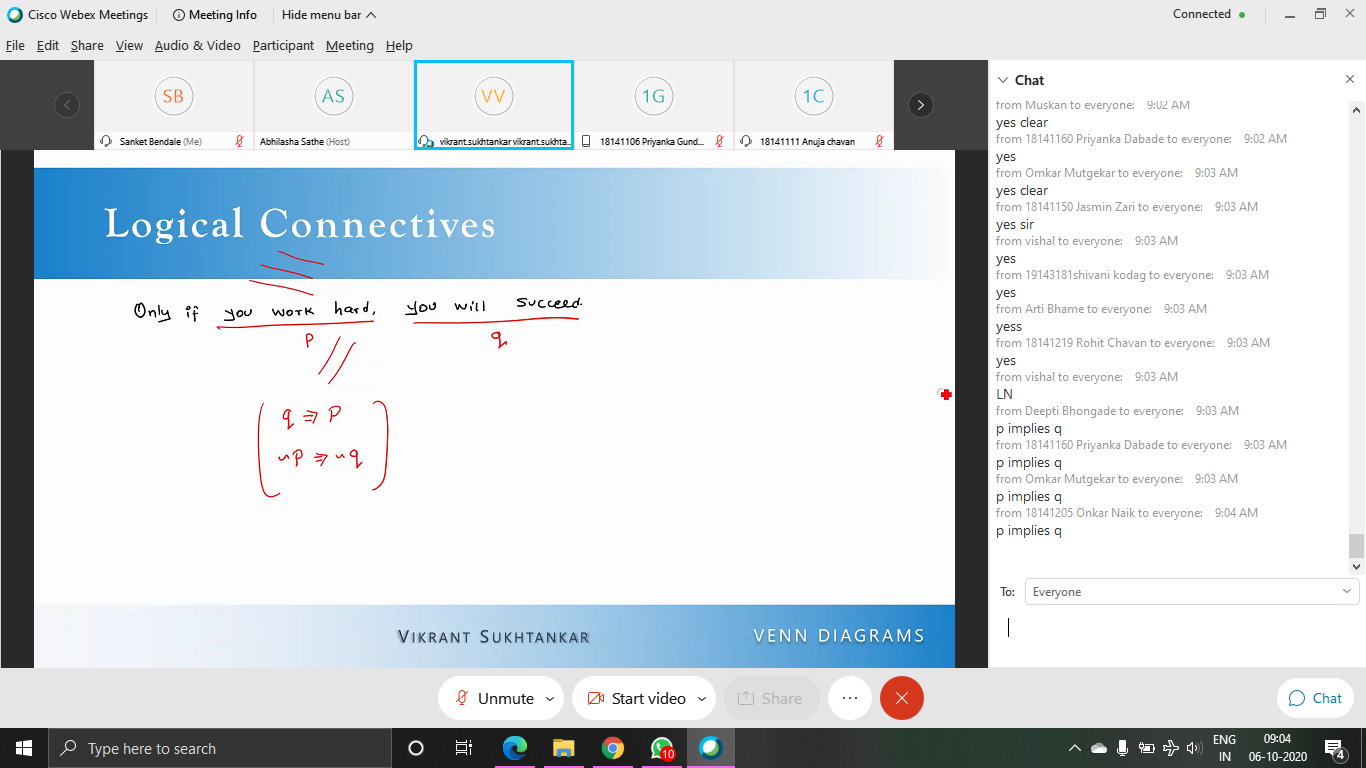 Cisco Webex Meetings
Meeting Info
Hide menu bar
Connected
File Edit Share View Audio & Video Participant Meeting Help
SB
AS
VV
1G
1C
Sanket Bendale (Me)
Abhilasha Sathe (Host)
vikrant.sukhtankar vikrant.sukhta...
18141106 Priyanka Gund...
18141111 Anuja chavan
Logical Connectives
Only if you work hard, you will succeed.
p
q
q ⇒ p
~p ⇒ ~q
VIKRANT SUKHTANKAR
VENN DIAGRAMS
Chat
from Muskan to everyone: 9:02 AM
yes clear
from 18141160 Priyanka Dabade to everyone: 9:02 AM
yes
from Omkar Mutgekar to everyone: 9:03 AM
yes clear
from 18141150 Jasmin Zari to everyone: 9:03 AM
yes sir
from vishal to everyone: 9:03 AM
yes
from 19143181shivani kodag to everyone: 9:03 AM
yes
from Arti Bhame to everyone: 9:03 AM
yess
from 18141219 Rohit Chavan to everyone: 9:03 AM
yes
from vishal to everyone: 9:03 AM
LN
from Deepti Bhongade to everyone: 9:03 AM
p implies q
from 18141160 Priyanka Dabade to everyone: 9:03 AM
p implies q
from Omkar Mutgekar to everyone: 9:03 AM
p implies q
from 18141205 Onkar Naik to everyone: 9:04 AM
p implies q
To: Everyone
Unmute
Start video
Share
Chat
Type here to search
10
ENG
IN
09:04
06-10-2020
4